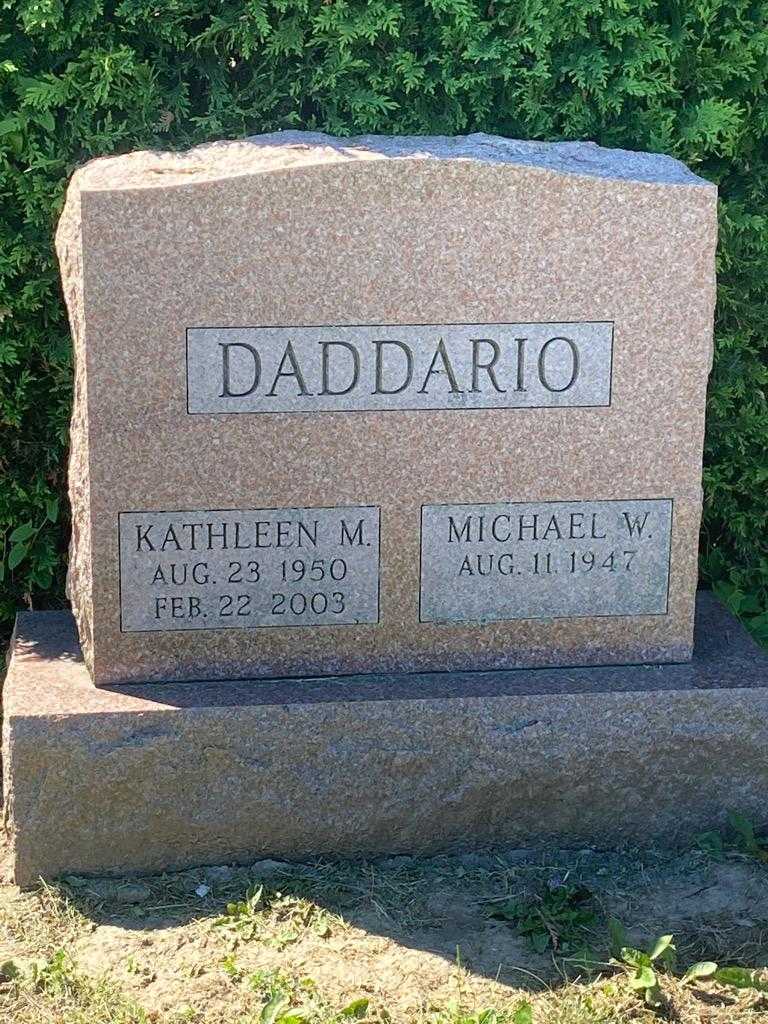 DADDARIO
KATHLEEN M.
AUG. 23 1950
FEB. 22 2003
MICHAEL W.
AUG. 11. 1947